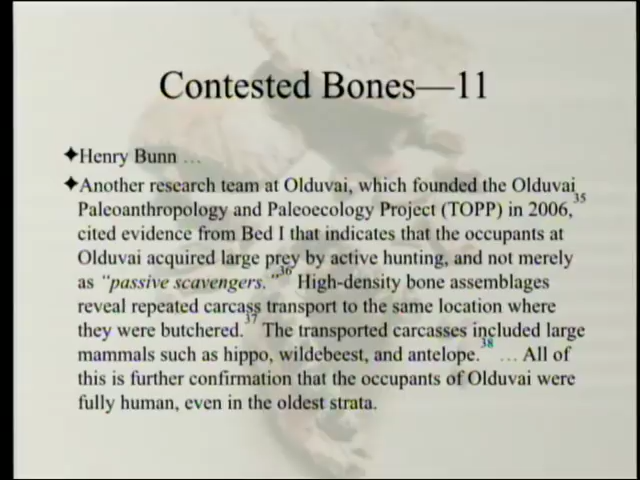 Contested Bones—11
✦Henry Bunn …
✦Another research team at Olduvai, which founded the Olduvai
Paleoanthropology and Paleoecology Project (TOPP) in 2006,35
cited evidence from Bed I that indicates that the occupants at
Olduvai acquired large prey by active hunting, and not merely
as "passive scavengers."36 High-density bone assemblages
reveal repeated carcass transport to the same location where
they were butchered.37 The transported carcasses included large
mammals such as hippo, wildebeest, and antelope.38 … All of
this is further confirmation that the occupants of Olduvai were
fully human, even in the oldest strata.